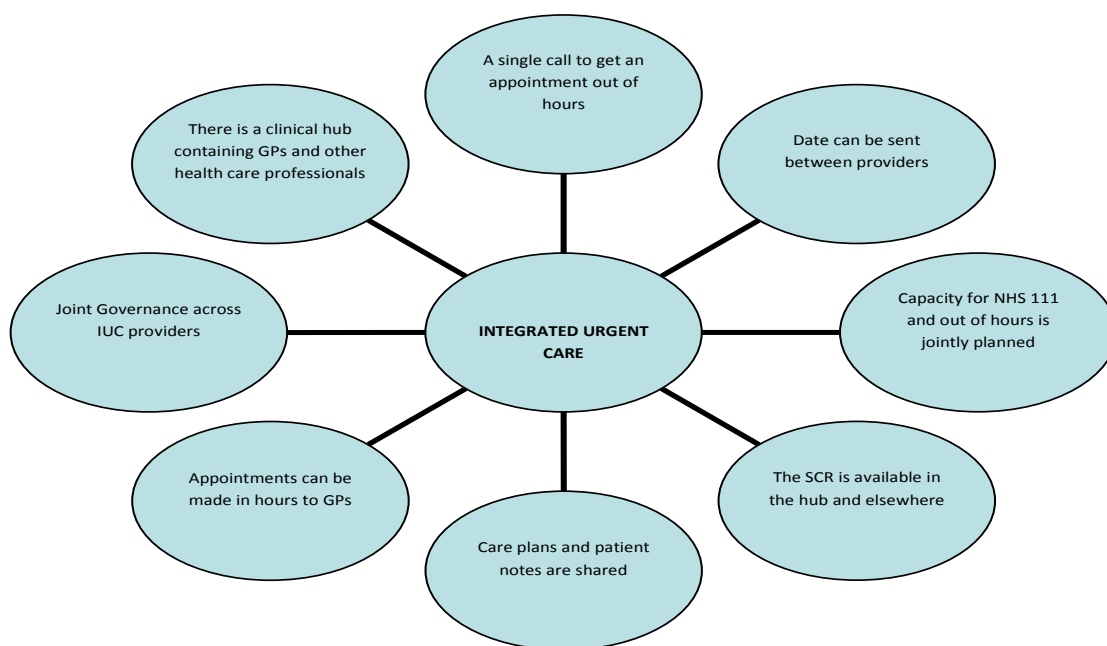 A single call to get an
appointment out of
hours
There is a clinical hub
containing GPs and other
health care professionals
Date can be sent
between providers
Joint Governance across
IUC providers
INTEGRATED URGENT
CARE
Capacity for NHS 111
and out of hours is
jointly planned
Appointments can be
made in hours to GPs
The SCR is available in
the hub and elsewhere
Care plans and patient
notes are shared